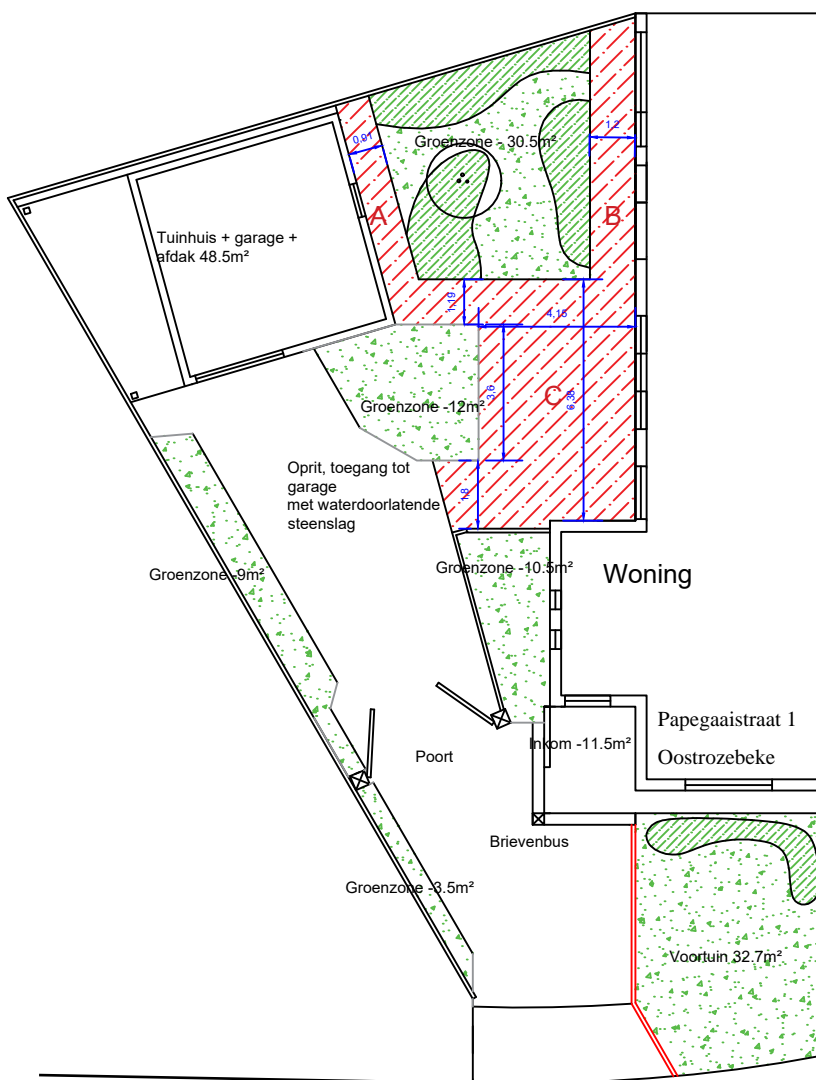 1.2
0.91
Groenzone - 30.5m²
A
B
Tuinhuis + garage +
afdak 48.5m²
1,19
4.15
C
3,6
6,38
Groenzone -12m²
Oprit, toegang tot
garage
met waterdoorlatende
steenslag
1,8
Groenzone -9m²
Groenzone -10.5m²
Woning
Papegaaistraat 1
Oostrozebeke
Inkom -11.5m²
Poort
Brievenbus
Groenzone -3.5m²
Voortuin 32.7m²